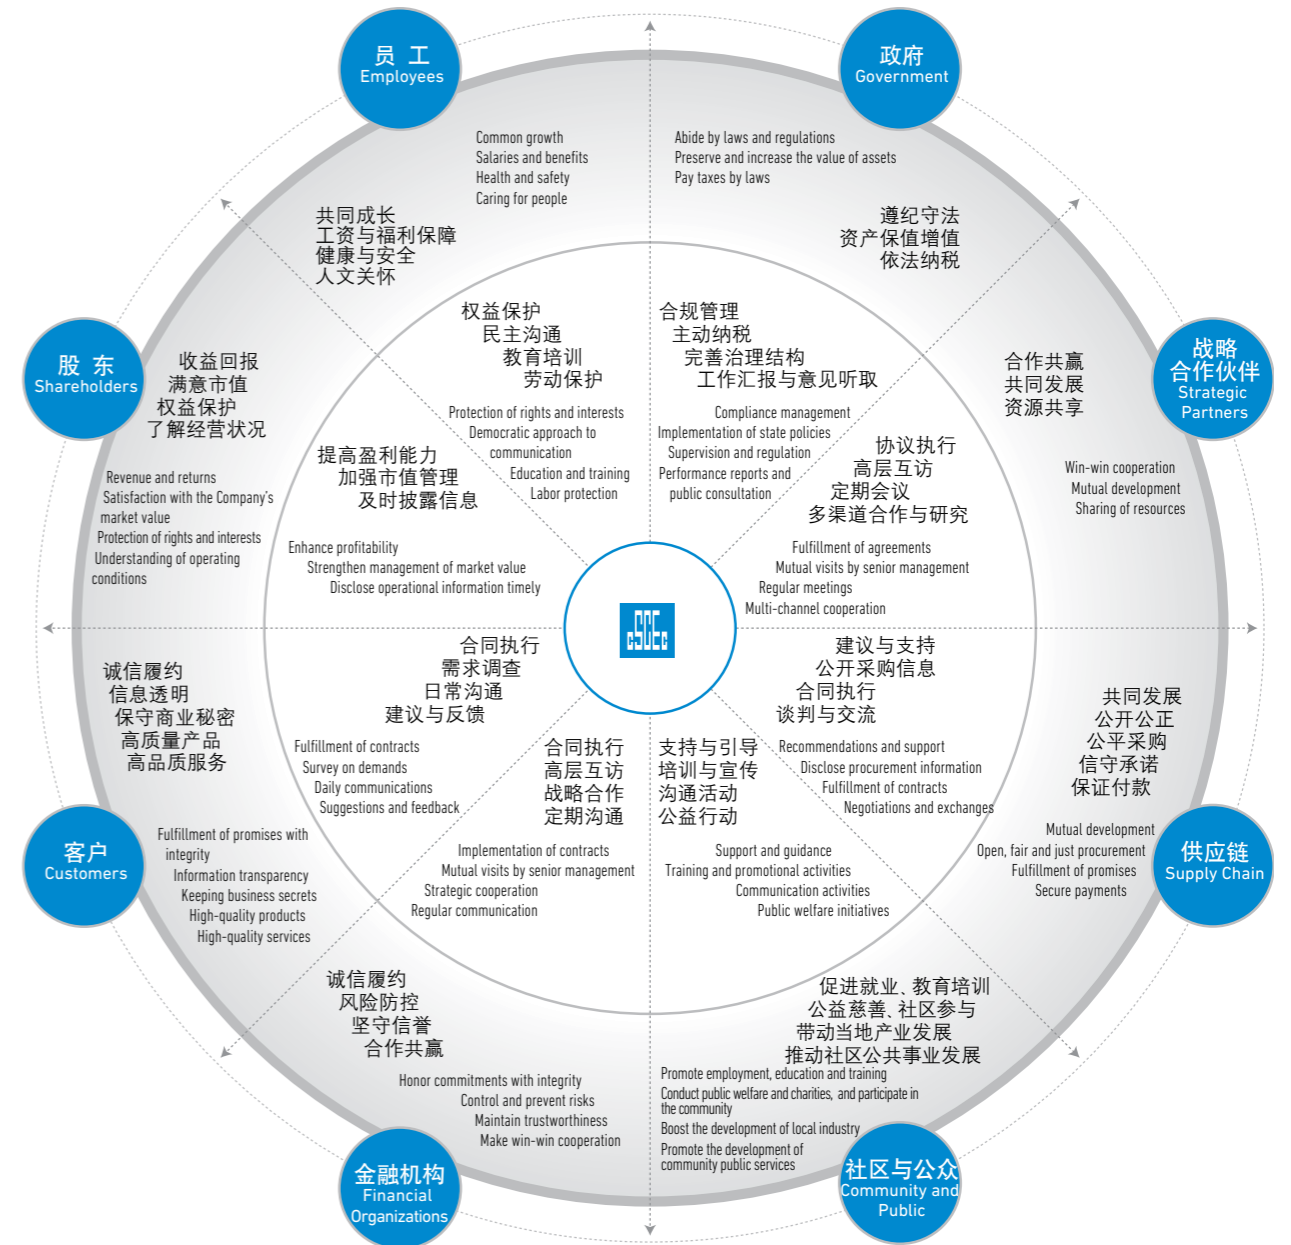 员 工
Employees
政府
Government
Common growth
Salaries and benefits
Health and safety
Caring for people
共同成长
工资与福利保障
健康与安全
人文关怀
Abide by laws and regulations
Preserve and increase the value of assets
Pay taxes by laws
遵纪守法
资产保值增值
依法纳税
权益保护
民主沟通
教育培训
劳动保护
Protection of rights and interests
Democratic approach to
communication
Education and training
Labor protection
合规管理
主动纳税
完善治理结构
工作汇报与意见听取
Compliance management
Implementation of state policies
Supervision and regulation
Performance reports and
public consultation
股 东
Shareholders
收益回报
满意市值
权益保护
了解经营状况
Revenue and returns
Satisfaction with the Company's
market value
Protection of rights and interests
Understanding of operating
conditions
提高盈利能力
加强市值管理
及时披露信息
Enhance profitability
Strengthen management of market value
Disclose operational information timely
战略
合作伙伴
Strategic
Partners
合作共赢
共同发展
资源共享
Win-win cooperation
Mutual development
Sharing of resources
协议执行
高层互访
定期会议
多渠道合作与研究
Fulfillment of agreements
Mutual visits by senior management
Regular meetings
Multi-channel cooperation
cSCEc
诚信履约
信息透明
保守商业秘密
高质量产品
高品质服务
客户
Customers
Fulfillment of promises with
integrity
Information transparency
Keeping business secrets
High-quality products
High-quality services
合同执行
需求调查
日常沟通
建议与反馈
Fulfillment of contracts
Survey on demands
Daily communications
Suggestions and feedback
建议与支持
公开采购信息
合同执行
谈判与交流
Recommendations and support
Disclose procurement information
Fulfillment of contracts
Negotiations and exchanges
共同发展
公开公正
公平采购
信守承诺
保证付款
Mutual development
Open, fair and just procurement
Fulfillment of promises
Secure payments
供应链
Supply Chain
合同执行
高层互访
战略合作
定期沟通
Implementation of contracts
Mutual visits by senior management
Strategic cooperation
Regular communication
支持与引导
培训与宣传
沟通活动
公益行动
Support and guidance
Training and promotional activities
Communication activities
Public welfare initiatives
诚信履约
风险防控
坚守信誉
合作共赢
Honor commitments with integrity
Control and prevent risks
Maintain trustworthiness
Make win-win cooperation
金融机构
Financial
Organizations
促进就业、教育培训
公益慈善、社区参与
带动当地产业发展
推动社区公共事业发展
Promote employment, education and training
Conduct public welfare and charities, and participate in
the community
Boost the development of local industry
Promote the development of
community public services
社区与公众
Community and
Public